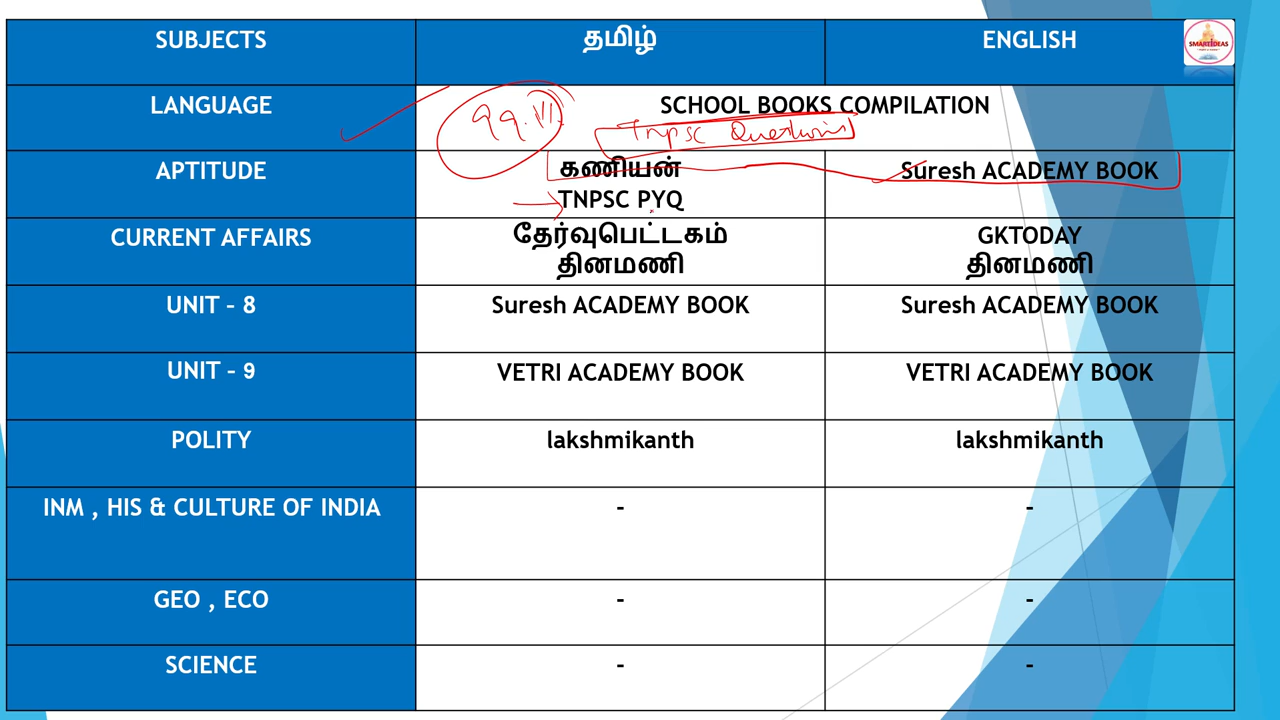 SUBJECTS தமிழ் ENGLISH
SMART IDEAS
LANGUAGE SCHOOL BOOKS COMPILATION
99.
Tnpsc Questions
APTITUDE கணியன் Suresh ACADEMY BOOK
TNPSC PYQ
CURRENT AFFAIRS தேர்வுபெட்டகம் GKTODAY
தினமணி தினமணி
UNIT – 8 Suresh ACADEMY BOOK Suresh ACADEMY BOOK
UNIT – 9 VETRI ACADEMY BOOK VETRI ACADEMY BOOK
POLITY lakshmikanth lakshmikanth
INM , HIS & CULTURE OF INDIA - -
GEO , ECO - -
SCIENCE - -